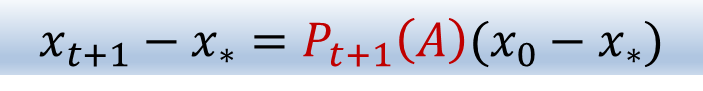 x_{t+1} − x_* = P_{t+1}(A)(x_0 − x_*)